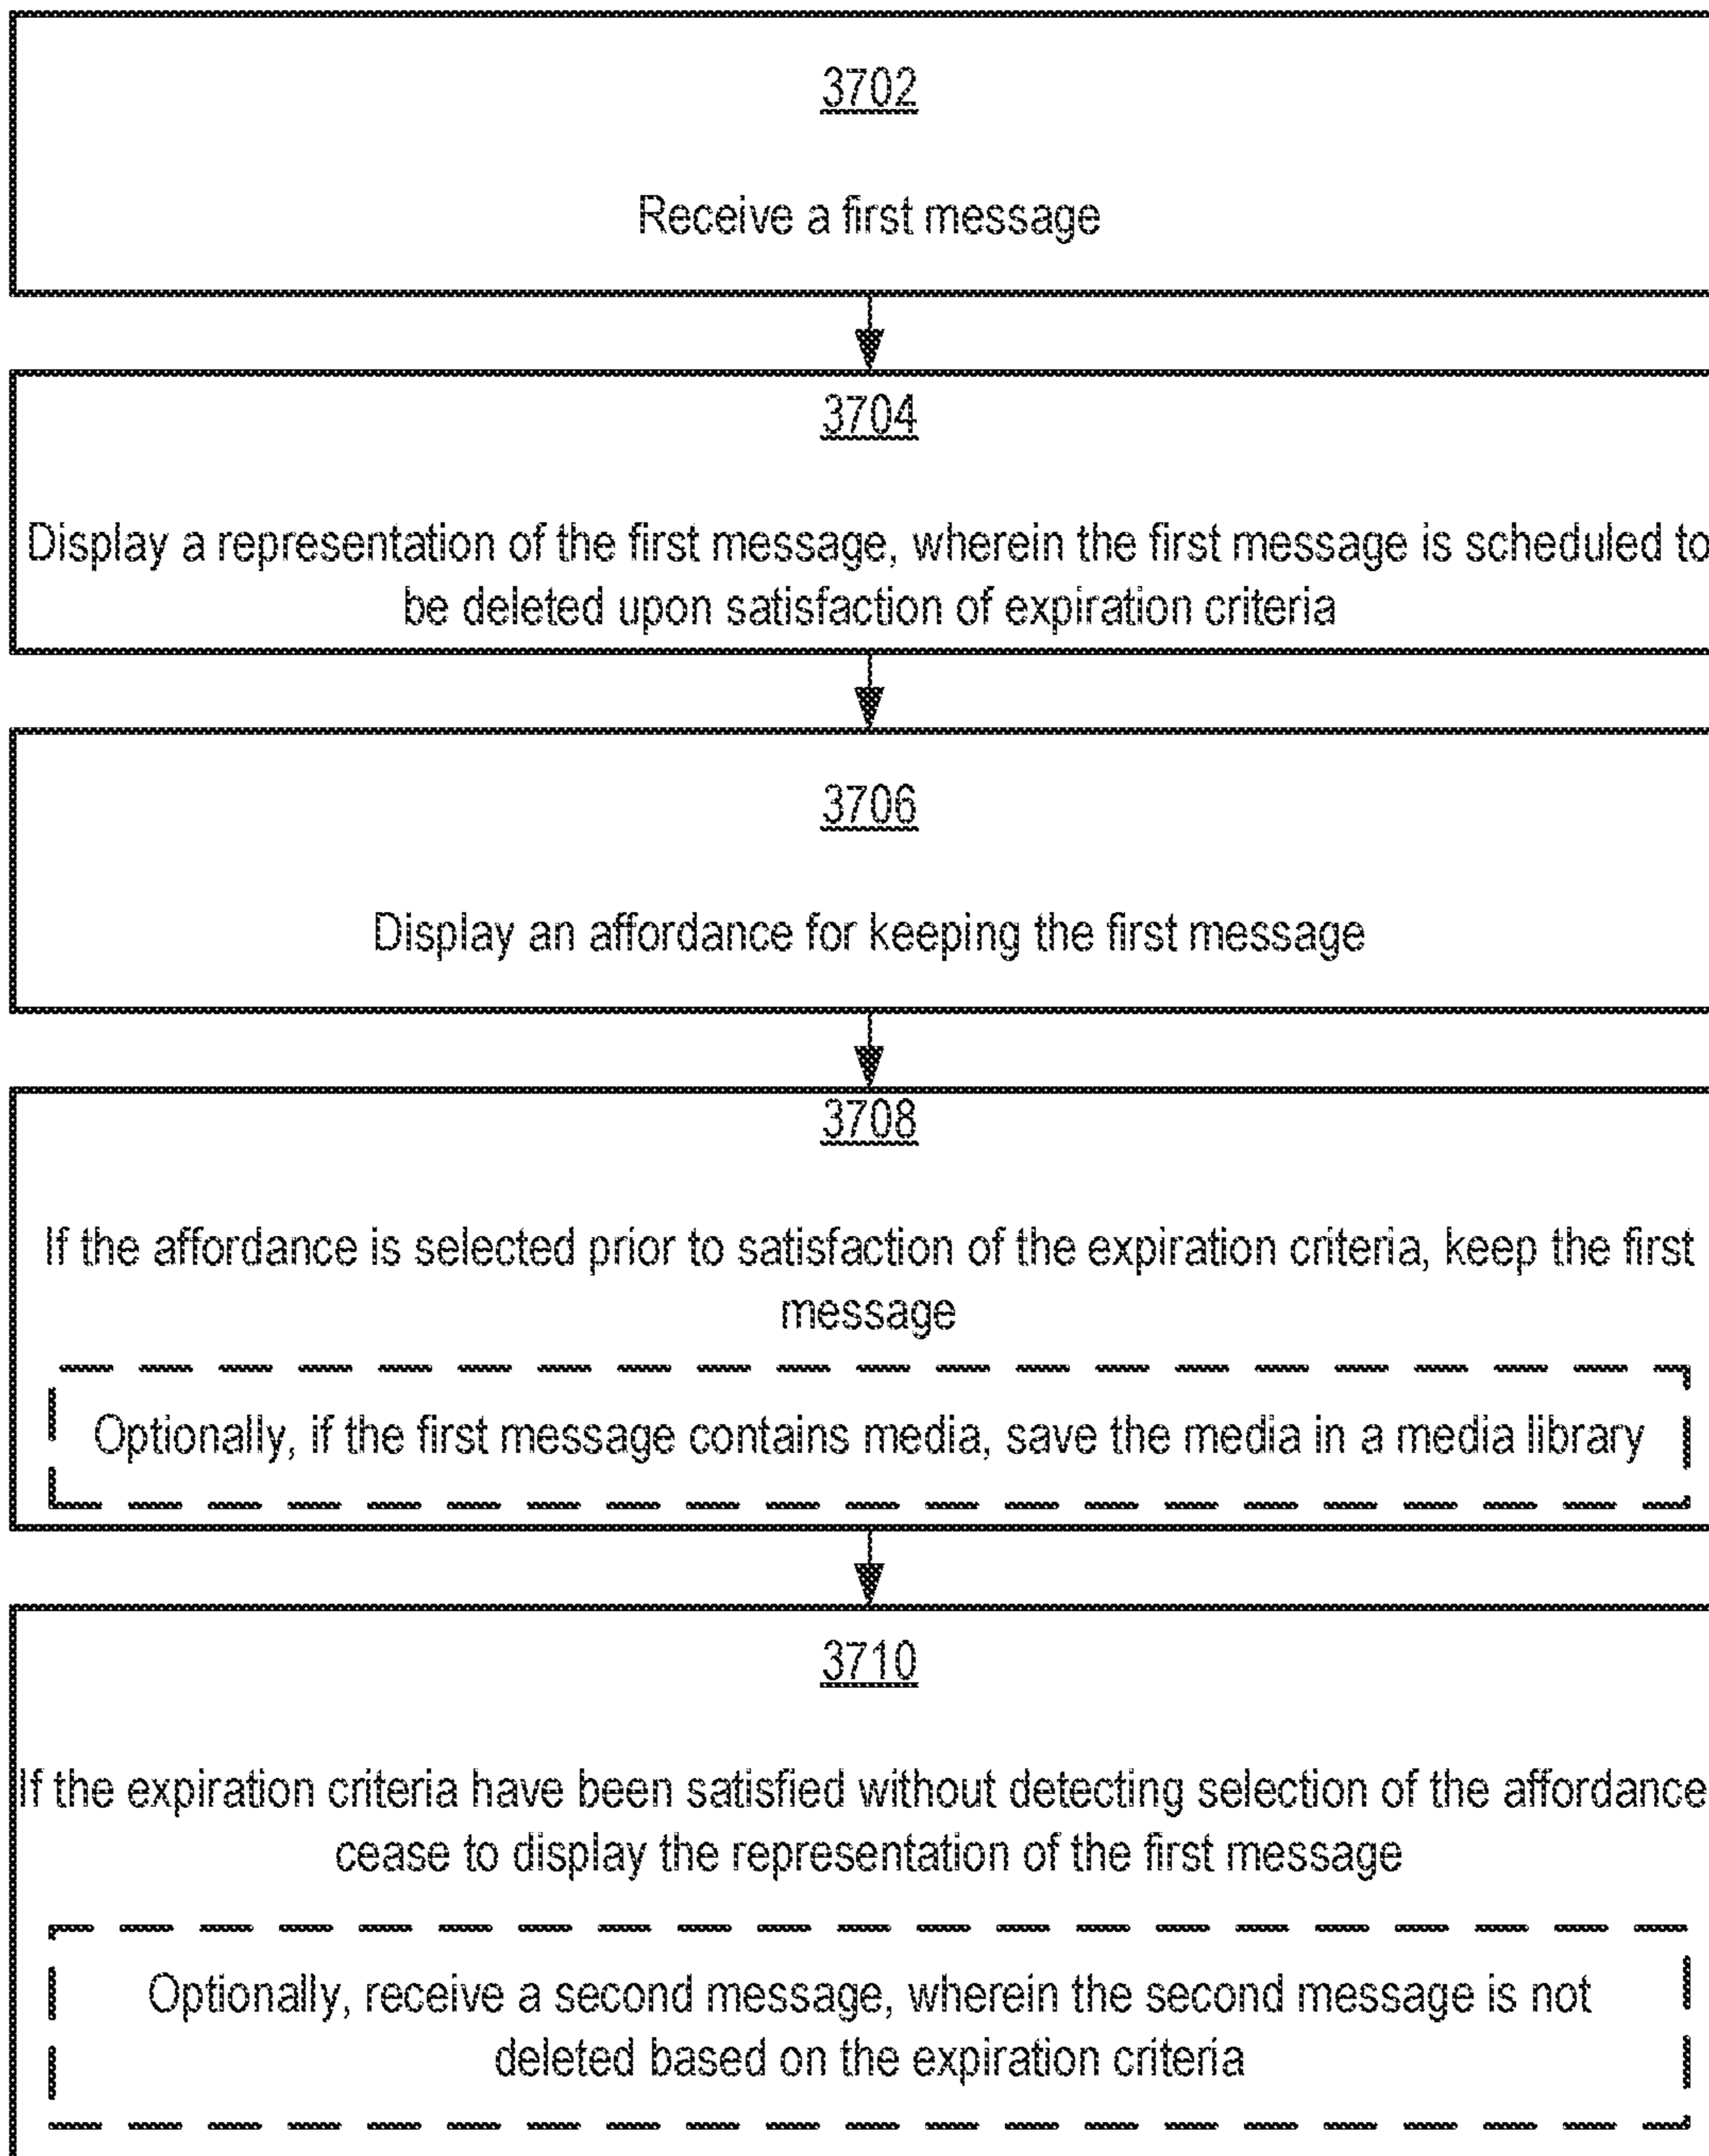 3702
Receive a first message
3704
Display a representation of the first message, wherein the first message is scheduled to
be deleted upon satisfaction of expiration criteria
3706
Display an affordance for keeping the first message
3708
If the affordance is selected prior to satisfaction of the expiration criteria, keep the first
message
Optionally, if the first message contains media, save the media in a media library
3710
If the expiration criteria have been satisfied without detecting selection of the affordance
cease to display the representation of the first message
Optionally, receive a second message, wherein the second message is not
deleted based on the expiration criteria